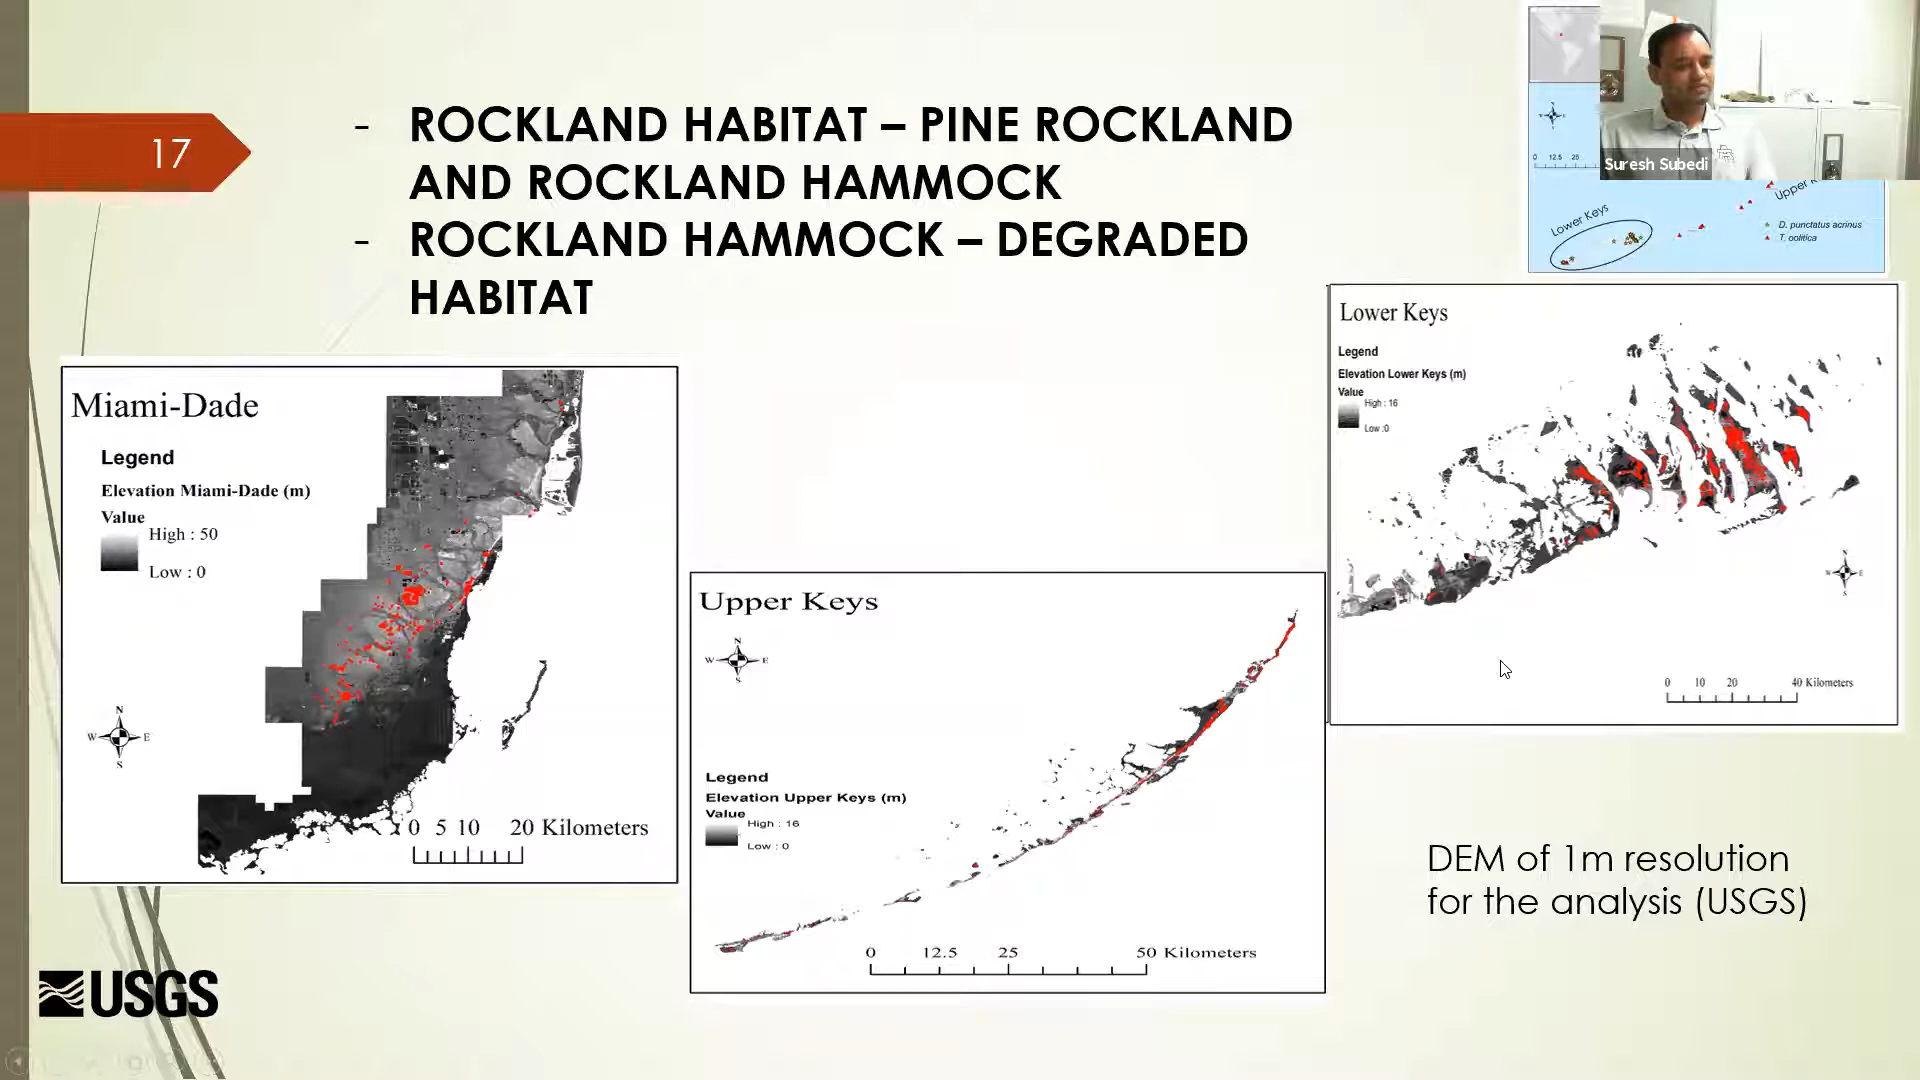 17
- ROCKLAND HABITAT – PINE ROCKLAND
AND ROCKLAND HAMMOCK
- ROCKLAND HAMMOCK – DEGRADED
HABITAT
Suresh Subedi
0 12.5 25
Upper
Lower Keys
D. punctatus acrinus
T. oolitica
Miami-Dade
Legend
Elevation Miami-Dade (m)
Value
High : 50
Low : 0
N
W E
S
0 5 10 20 Kilometers
Upper Keys
N
W E
S
Legend
Elevation Upper Keys (m)
Value
High : 16
Low : 0
0 12.5 25 50 Kilometers
Lower Keys
Legend
Elevation Lower Keys (m)
Value
High : 16
Low :0
N
W E
S
0 10 20 40 Kilometers
DEM of 1m resolution
for the analysis (USGS)
USGS